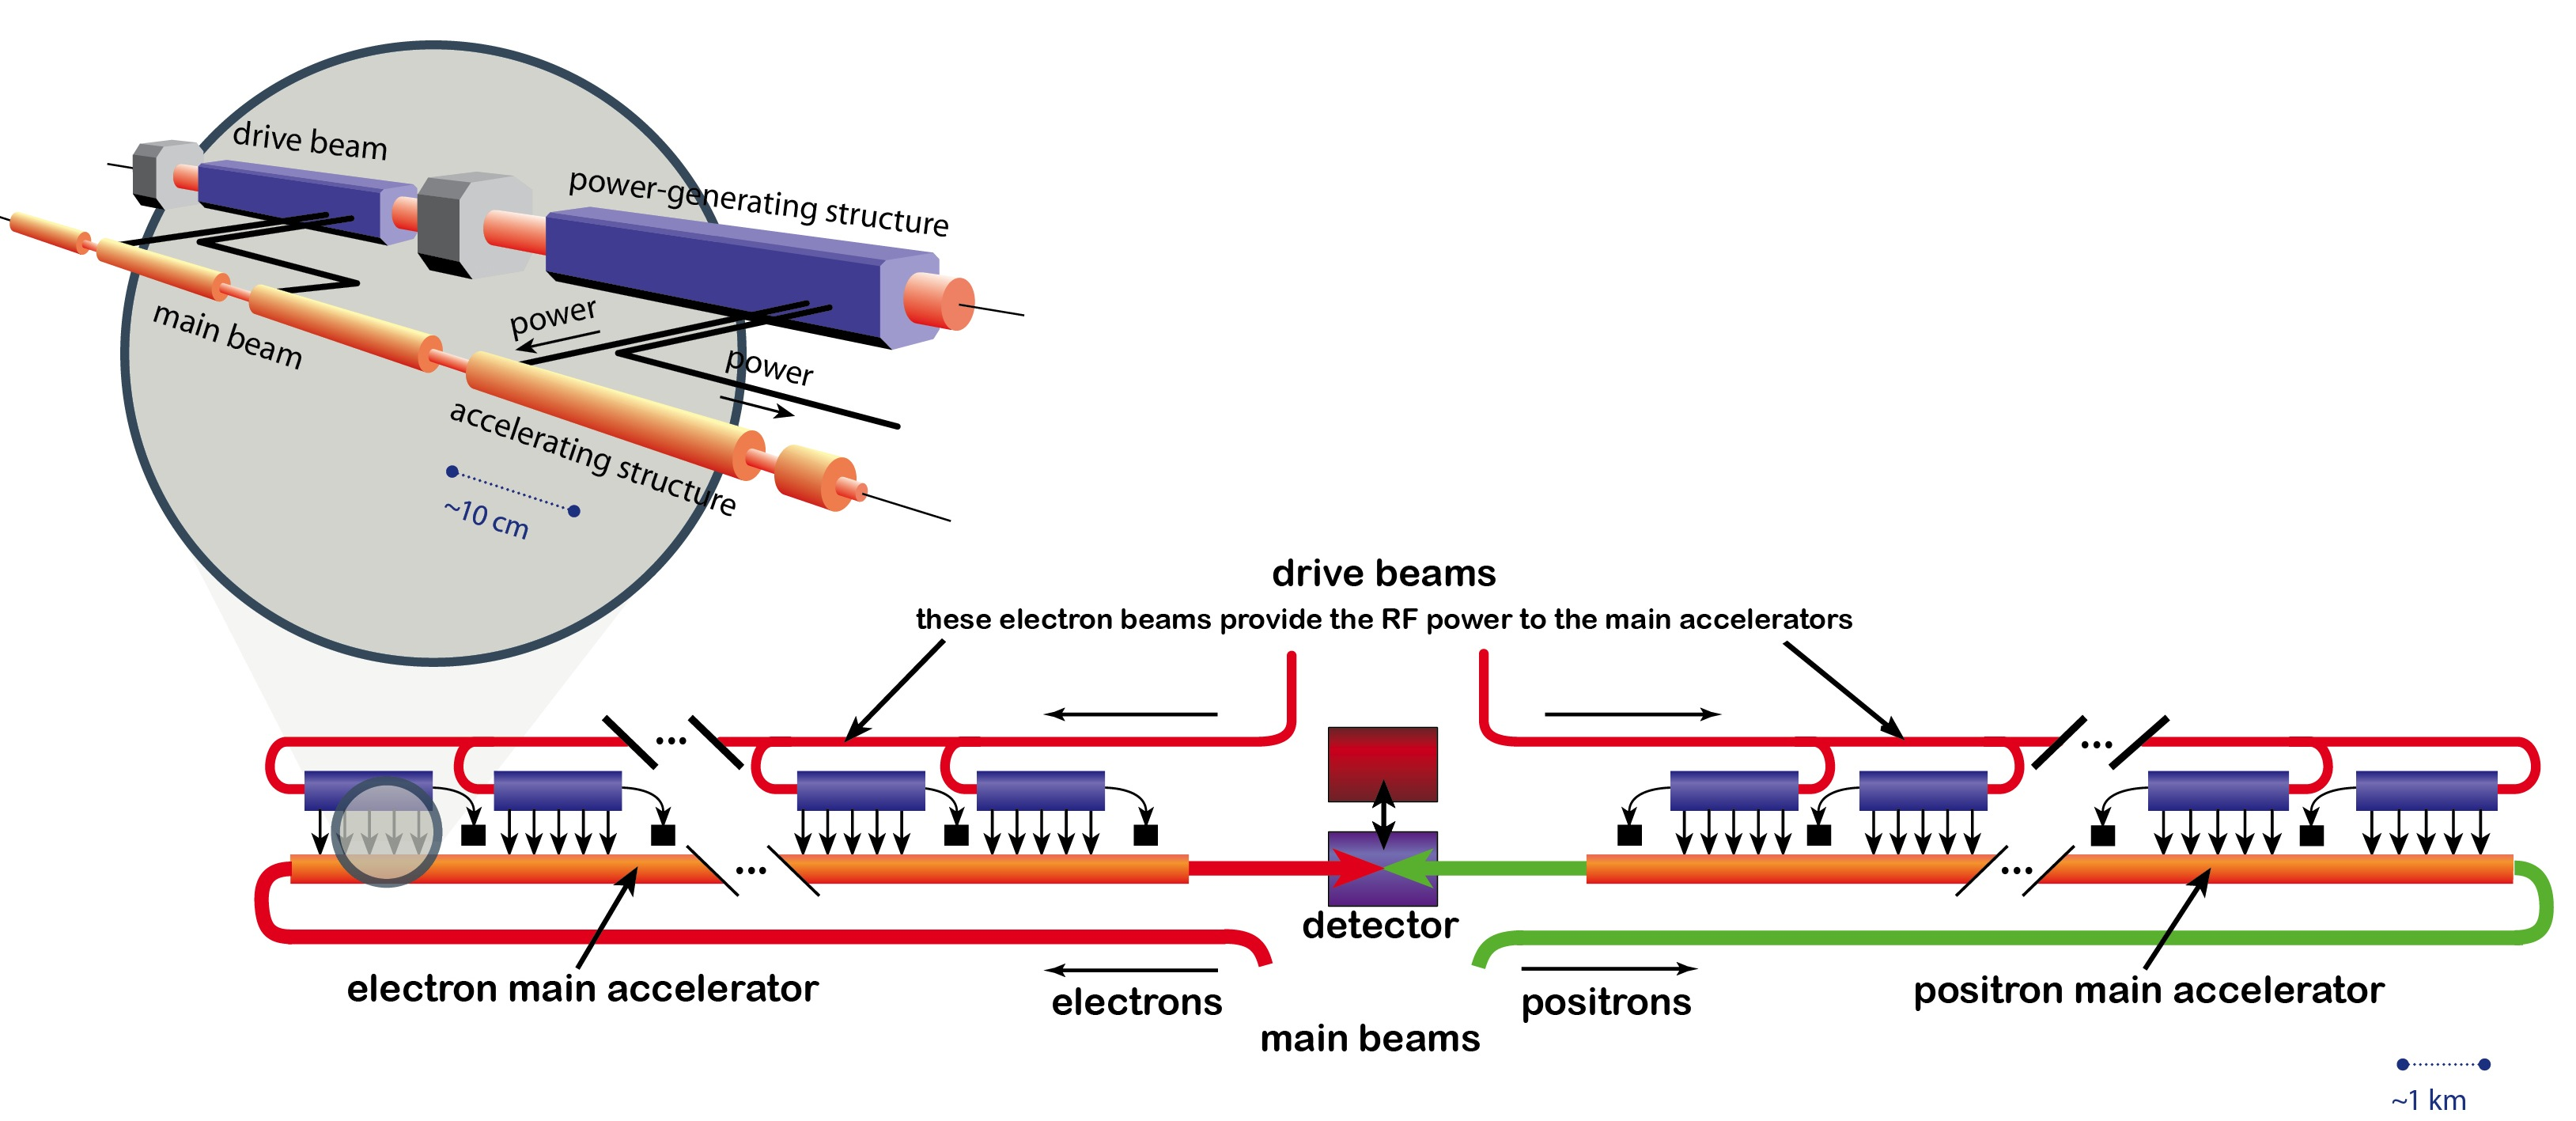 drive beam
power-generating structure
main beam
power
power
accelerating structure
~10 cm
drive beams
these electron beams provide the RF power to the main accelerators
...
...
...
...
detector
electron main accelerator
electrons
positrons
positron main accelerator
main beams
~1 km